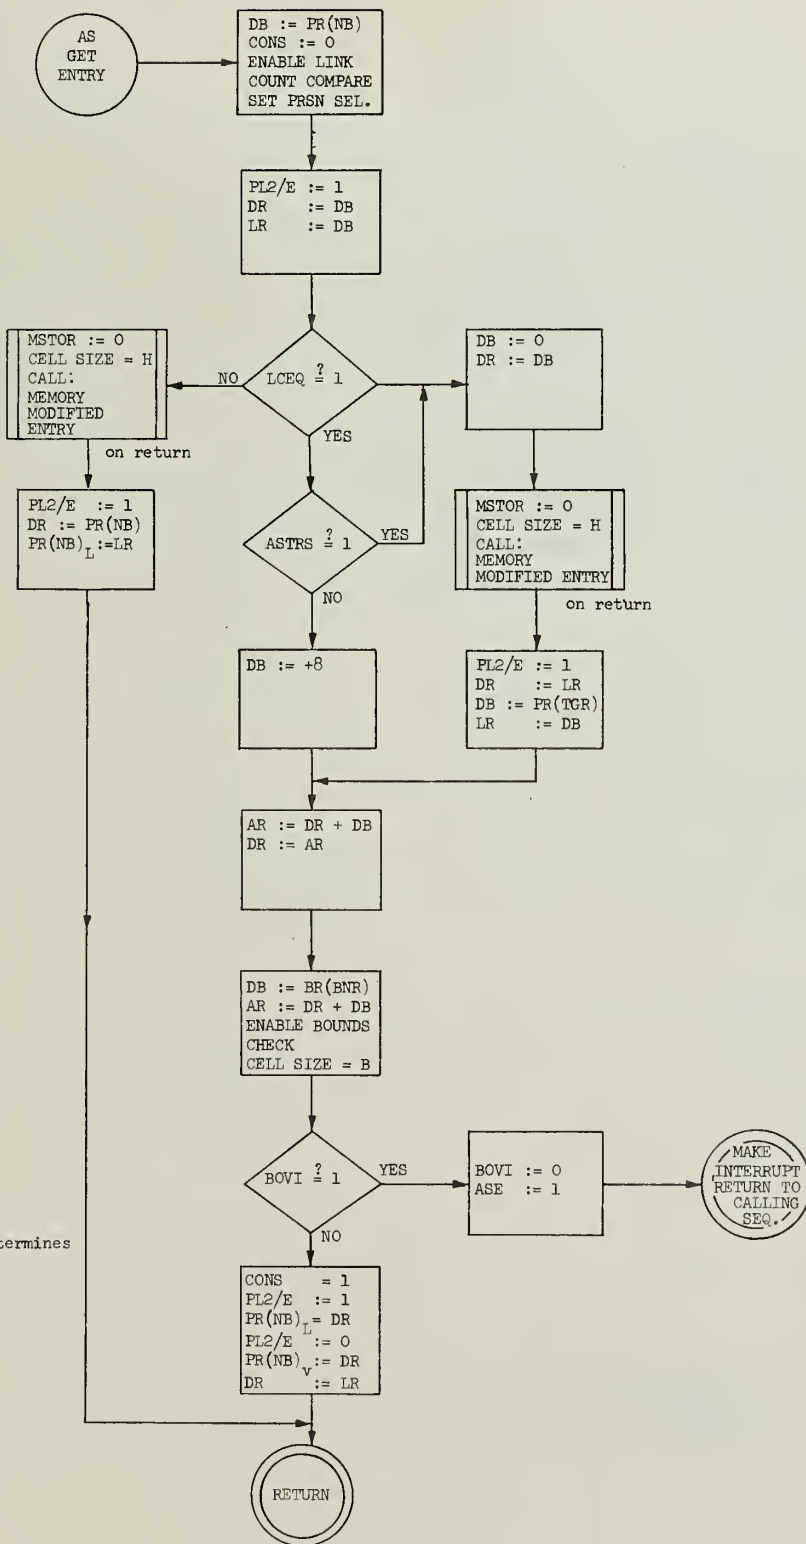 AS
GET
ENTRY
DB := PR(NB)
CONS := 0
ENABLE LINK
COUNT COMPARE
SET PRSN SEL.
PL2/E := 1
DR := DB
LR := DB
LCEQ ?= 1
NO
YES
MSTOR := 0
CELL SIZE = H
CALL:
MEMORY
MODIFIED
ENTRY
on return
PL2/E := 1
DR := PR(NB)
PR(NB)L :=LR
DB := 0
DR := DB
ASTRS ?= 1
YES
NO
MSTOR := 0
CELL SIZE = H
CALL:
MEMORY
MODIFIED ENTRY
on return
DB := +8
PL2/E := 1
DR := LR
DB := PR(TGR)
LR := DB
AR := DR + DB
DR := AR
DB := BR(BNR)
AR := DR + DB
ENABLE BOUNDS
CHECK
CELL SIZE = B
BOVI ?= 1
YES
NO
BOVI := 0
ASE := 1
MAKE
INTERRUPT
RETURN TO
CALLING
SEQ.
termines
CONS = 1
PL2/E := 1
PR(NB)L = DR
PL2/E := 0
PR(NB)V := DR
DR := LR
RETURN